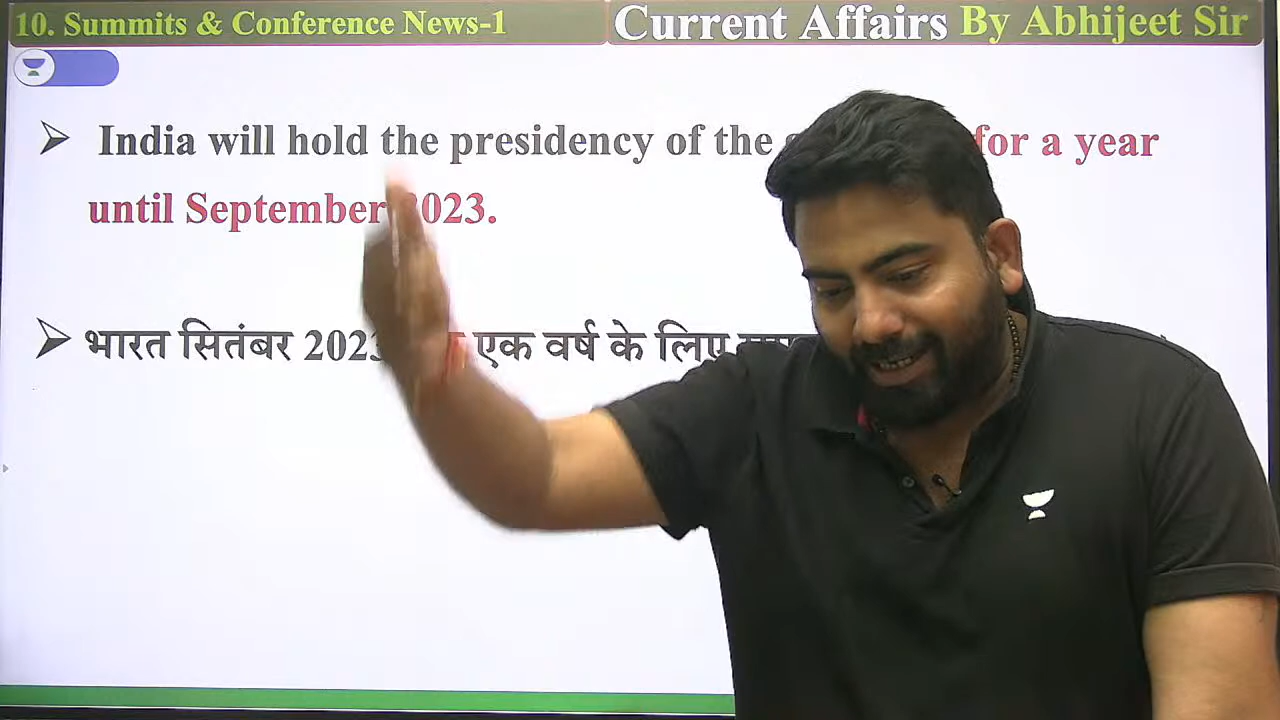 10. Summits & Conference News-1
Current Affairs By Abhijeet Sir
India will hold the presidency of the for a year
until September 2023.
भारत सितंबर 2023 एक वर्ष के लिए